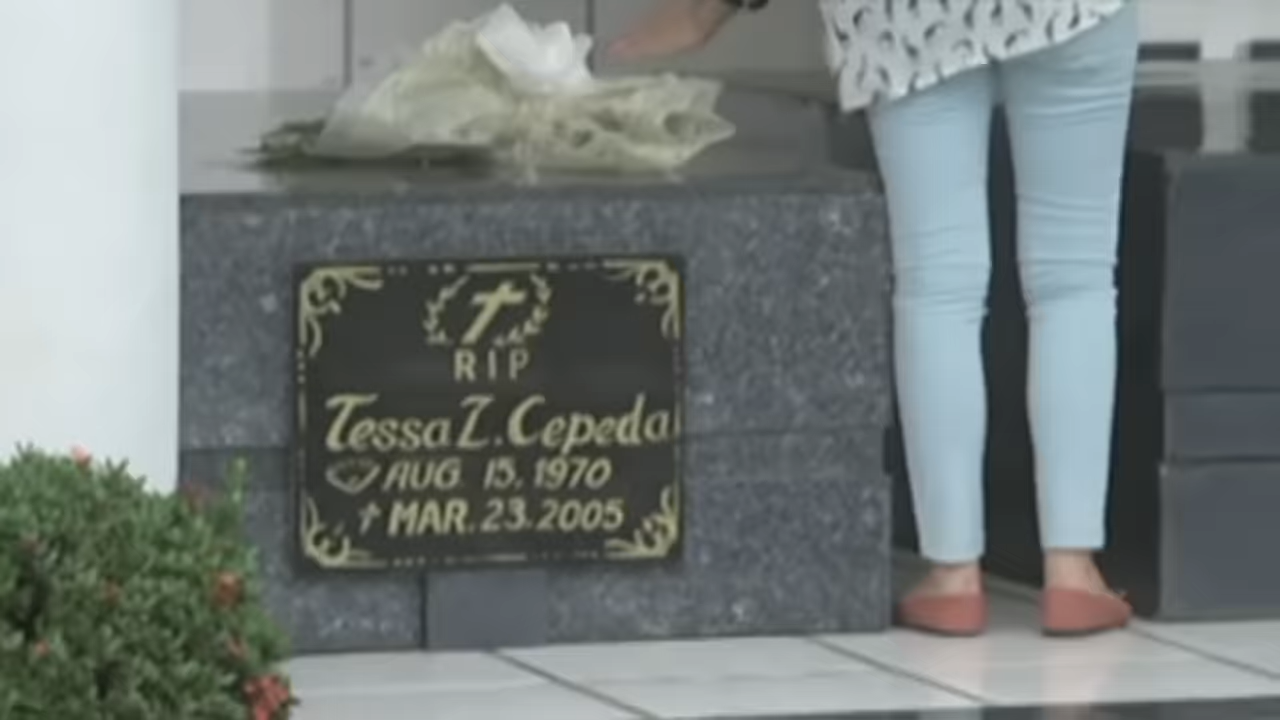 RIP
Tessa Z. Cepeda
AUG. 15, 1970
MAR. 23. 2005